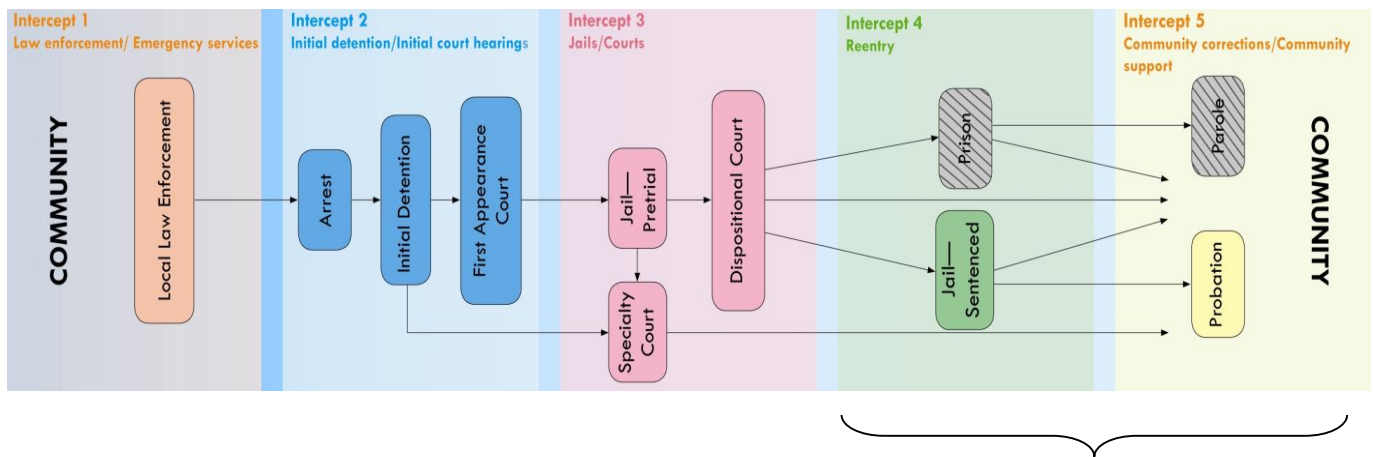 Intercept 1
Law enforcement/ Emergency services
Intercept 2
Initial detention/Initial court hearings
Intercept 3
Jails/Courts
Intercept 4
Reentry
Intercept 5
Community corrections/Community
support
COMMUNITY
Local Law Enforcement
Arrest
Initial Detention
First Appearance
Court
Jail—
Pretrial
Specialty
Court
Dispositional Court
Prison
Jail—
Sentenced
Parole
Probation
COMMUNITY